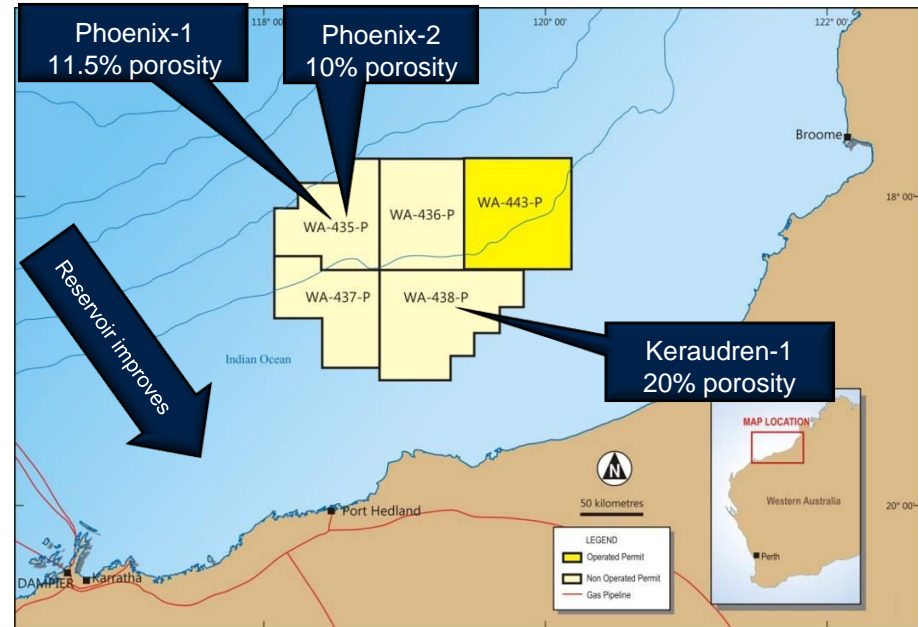 118° 00'
120° 00'
122° 00'
Phoenix-1
11.5% porosity
Phoenix-2
10% porosity
Broome
18° 00'
WA-435-P
WA-436-P
WA-443-P
WA-437-P
WA-438-P
Reservoir improves
Indian Ocean
Keraudren-1
20% porosity
MAP LOCATION
Western Australia
Perth
N
50 kilometres
20° 00'
Port Hedland
DAMPIER
Karratha
LEGEND
Operated Permit
Non Operated Permit
Gas Pipeline